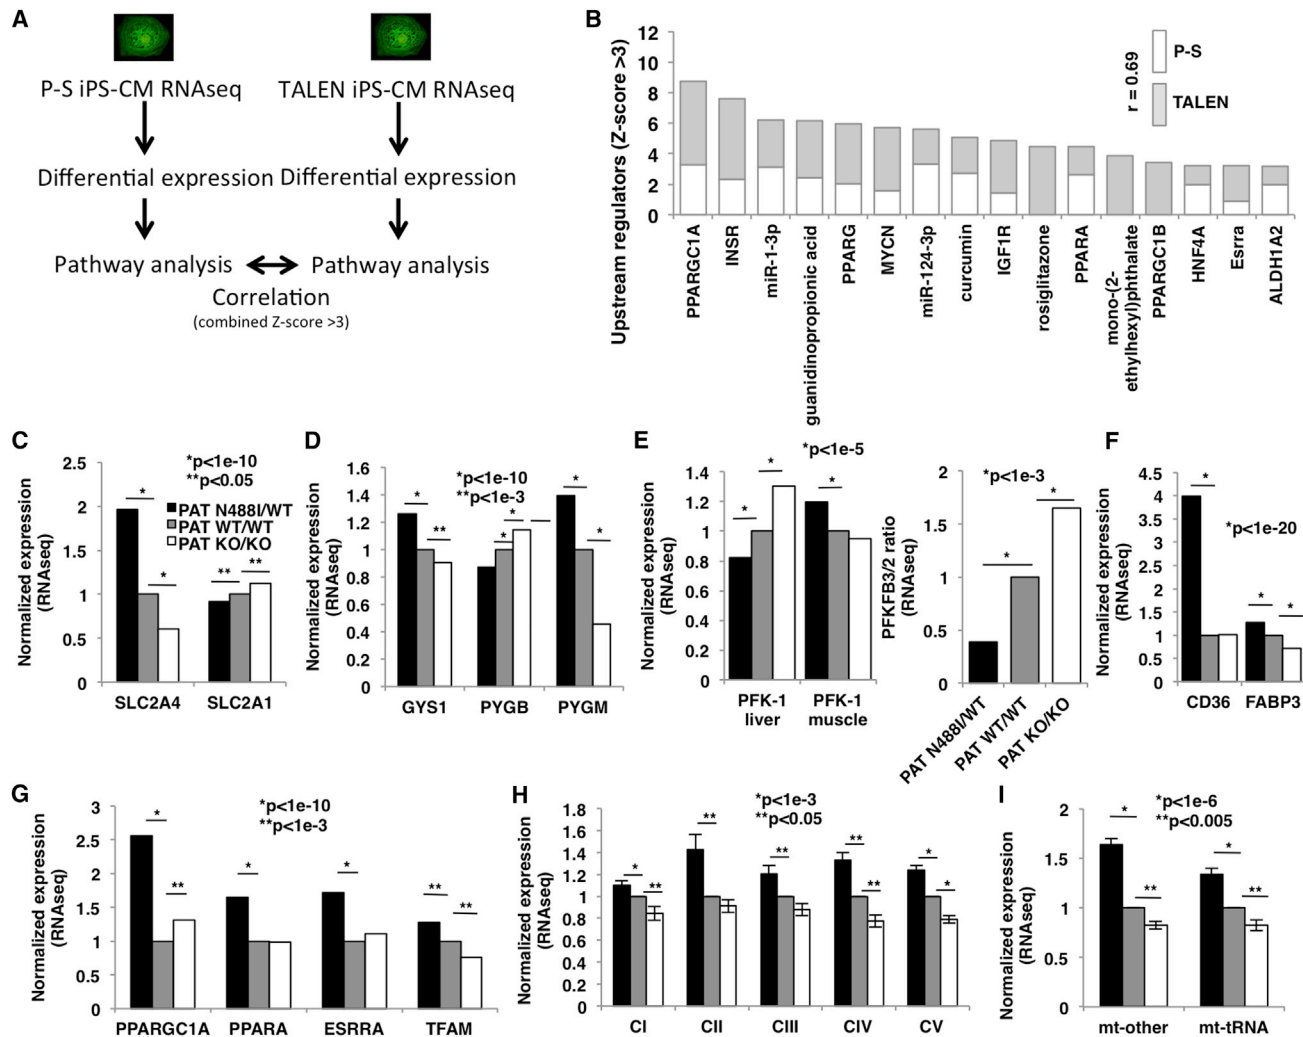 A
P-S iPS-CM RNAseq
TALEN iPS-CM RNAseq
Differential expression
Differential expression
Pathway analysis
Pathway analysis
Correlation
(combined Z-score >3)
B
Upstream regulators (Z-score >3)
12
10
8
6
4
2
0
r = 0.69
P-S
TALEN
PPARGC1A
INSR
miR-1-3p
guanidinopropionic acid
PPARG
MYCN
miR-124-3p
curcumin
IGF1R
rosiglitazone
PPARA
mono-(2-
ethylhexyl)phthalate
PPARGC1B
HNF4A
Esrra
ALDH1A2
C
Normalized expression
(RNAseq)
2.5
2
1.5
1
0.5
0
*p<1e-10
**p<0.05
PAT N488I/WT
PAT WT/WT
PAT KO/KO
*
*
**
**
SLC2A4
SLC2A1
D
Normalized expression
(RNAseq)
1.6
1.4
1.2
1
0.8
0.6
0.4
0.2
0
*p<1e-10
**p<1e-3
*
**
*
*
*
*
GYS1
PYGB
PYGM
E
Normalized expression
(RNAseq)
1.4
1.2
1
0.8
0.6
0.4
0.2
0
*p<1e-5
*
*
*
PFK-1
liver
PFK-1
muscle
PFKFB3/2 ratio
(RNAseq)
2
1.5
1
0.5
0
*p<1e-3
*
*
PAT N488I/WT
PAT WT/WT
PAT KO/KO
F
Normalized expression
(RNAseq)
4.5
4
3.5
3
2.5
2
1.5
1
0.5
0
*p<1e-20
*
*
*
CD36
FABP3
G
Normalized expression
(RNAseq)
3
2.5
2
1.5
1
0.5
0
*p<1e-10
**p<1e-3
*
**
*
*
**
**
PPARGC1A
PPARA
ESRRA
TFAM
H
Normalized expression
(RNAseq)
1.8
1.6
1.4
1.2
1
0.8
0.6
0.4
0.2
0
*p<1e-3
**p<0.05
*
**
**
**
**
**
*
*
CI
CII
CIII
CIV
CV
I
Normalized expression
(RNAseq)
2
1.5
1
0.5
0
*p<1e-6
**p<0.005
*
**
*
**
mt-other
mt-tRNA